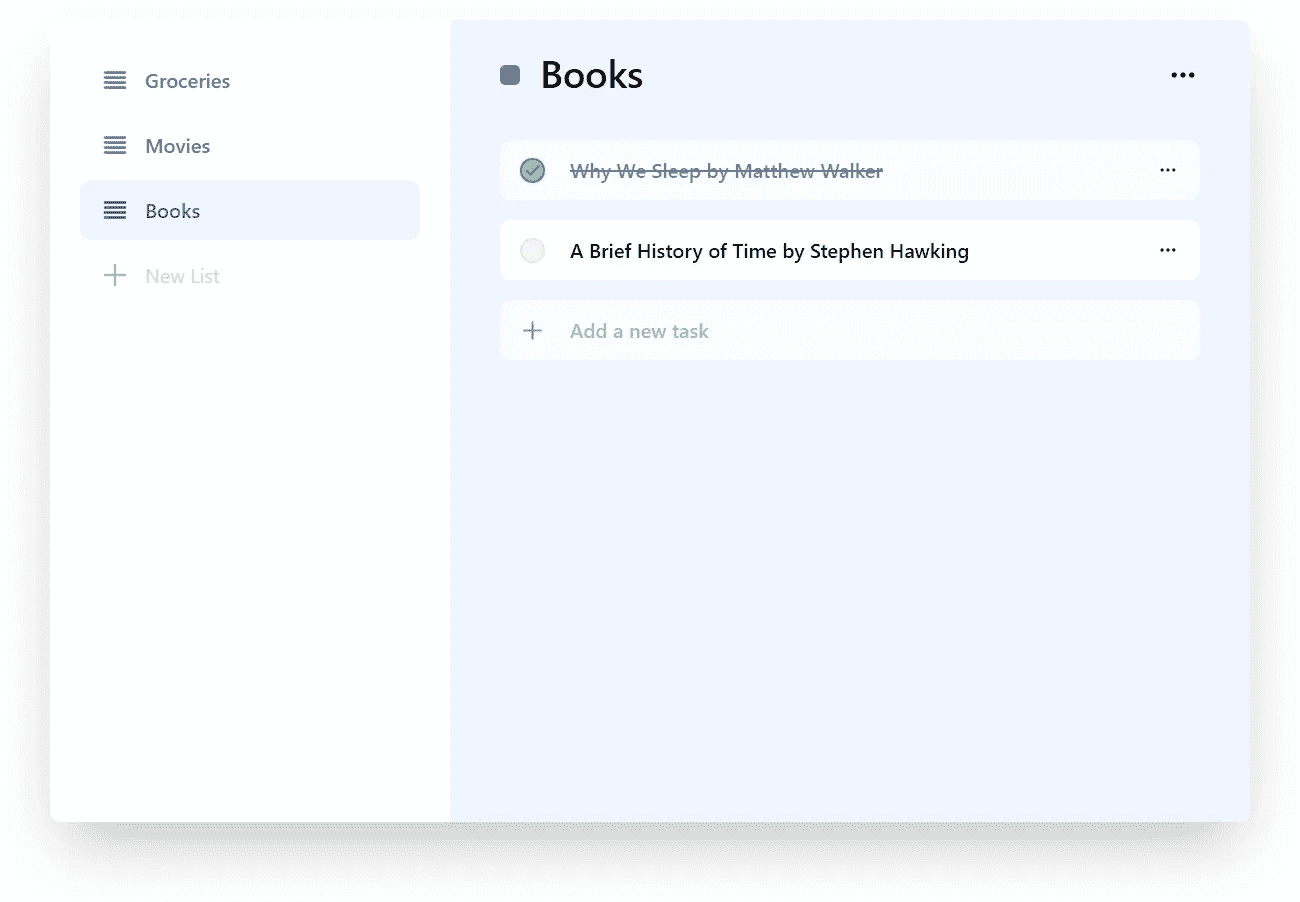 Groceries
Movies
Books
New List
Books
Why We Sleep by Matthew Walker
A Brief History of Time by Stephen Hawking
Add a new task